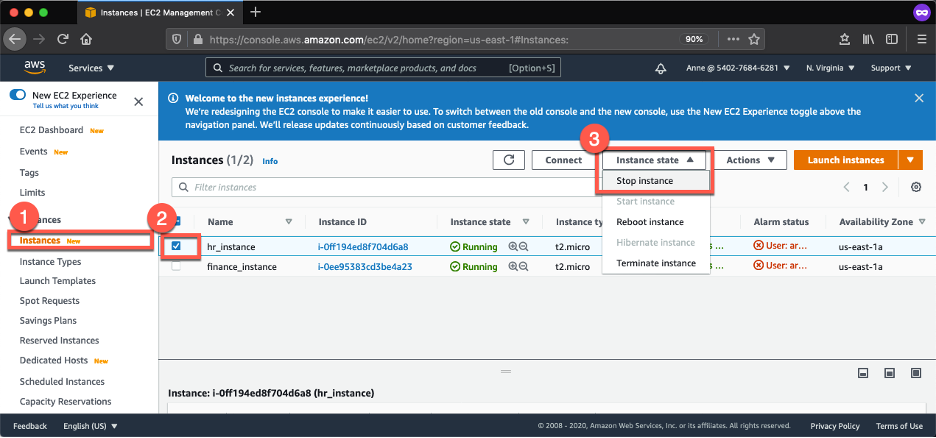 Instances | EC2 Management C
https://console.aws.amazon.com/ec2/v2/home?region=us-east-1#Instances:
90%
aws
Services
Search for services, features, marketplace products, and docs
[Option+S]
Anne @ 5402-7684-6281
N. Virginia
Support
New EC2 Experience
Tell us what you think
Welcome to the new instances experience!
We're redesigning the EC2 console to make it easier to use. To switch between the old console and the new console, use the New EC2 Experience toggle above the
navigation panel. We'll release updates continuously based on customer feedback.
EC2 Dashboard New
Events New
Tags
Limits
1
Instances New
Instance Types
Launch Templates
Spot Requests
Savings Plans
Reserved Instances
Dedicated Hosts New
Scheduled Instances
Capacity Reservations
Instances (1/2) Info
Connect
3
Instance state
Actions
Launch instances
Filter instances
1
Stop instance
Start instance
Reboot instance
Hibernate instance
Terminate instance
2
Name
Instance ID
Instance state
Alarm status
Availability Zone
hr_instance
i-0ff194ed8f704d6a8
Running
t2.micro
User: ar...
us-east-1a
finance_instance
i-0ee95383cd3be4a23
Running
t2.micro
User: ar...
us-east-1a
Instance: i-0ff194ed8f704d6a8 (hr_instance)
Feedback
English (US)
© 2008 - 2020, Amazon Web Services, Inc. or its affiliates. All rights reserved.
Privacy Policy
Terms of Use